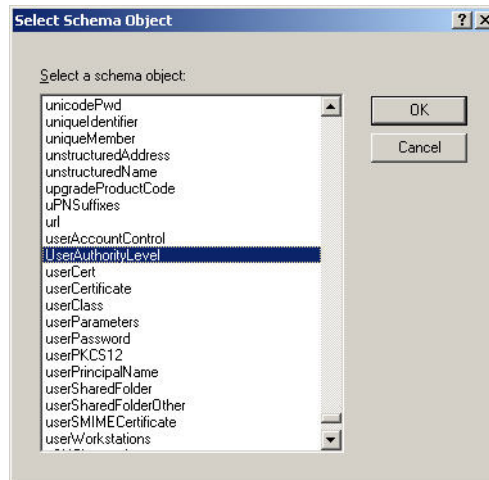 Select Schema Object
Select a schema object:
unicodePwd
uniqueIdentifier
uniqueMember
unstructuredAddress
unstructuredName
upgradeProductCode
uPNSuffixes
url
userAccountControl
UserAuthorityLevel
userCert
userCertificate
userClass
userParameters
userPassword
userPKCS12
userPrincipalName
userSharedFolder
userSharedFolderOther
userSMIMECertificate
userWorkstations
OK
Cancel